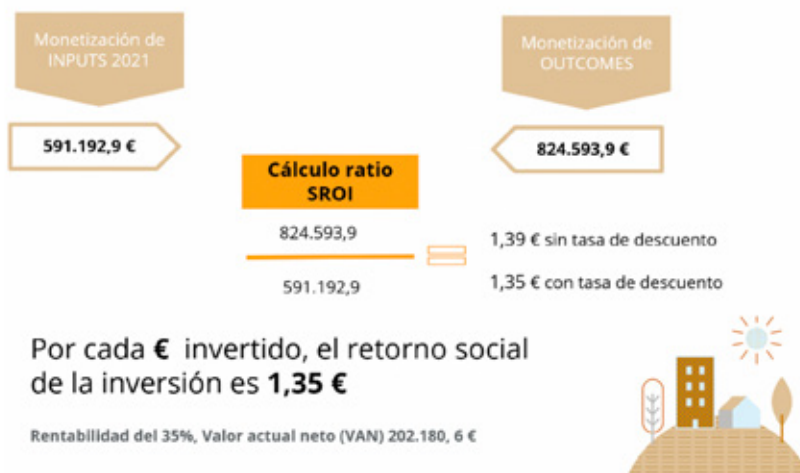 Monetización de
INPUTS 2021
Monetización de
OUTCOMES
591.192,9 €
824.593,9 €
Cálculo ratio
SROI
824.593,9
591.192,9
1,39 € sin tasa de descuento
1,35 € con tasa de descuento
Por cada € invertido, el retorno social
de la inversión es 1,35 €
Rentabilidad del 35%, Valor actual neto (VAN) 202.180, 6 €